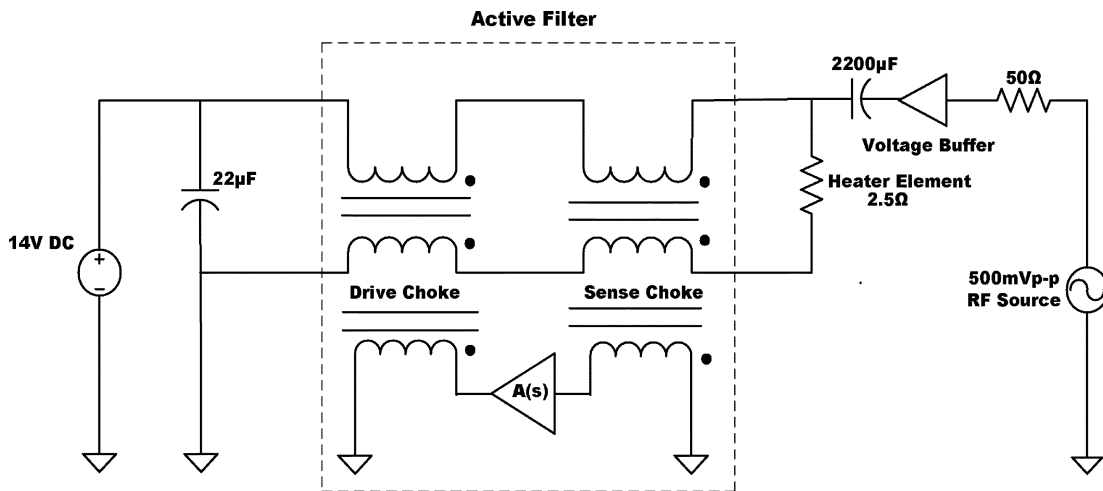 Active Filter
2200µF
50Ω
Voltage Buffer
22µF
Heater Element
2.5Ω
14V DC
+
−
Drive Choke
Sense Choke
500mVp-p
RF Source
A(s)